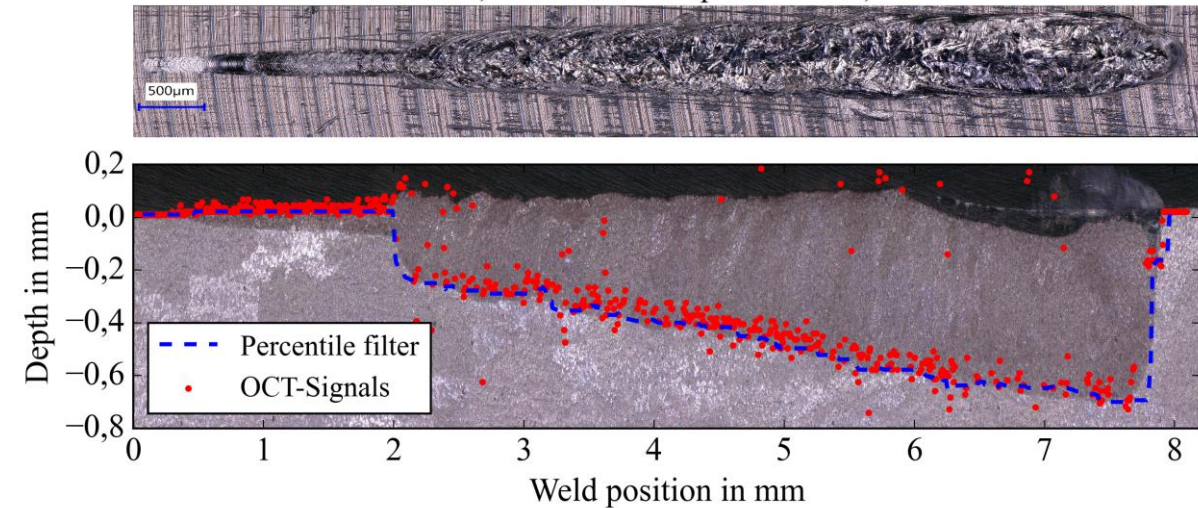 500µm
0,2
0,0
−0,2
−0,4
−0,6
−0,8
Depth in mm
Percentile filter
OCT-Signals
0 1 2 3 4 5 6 7 8
Weld position in mm